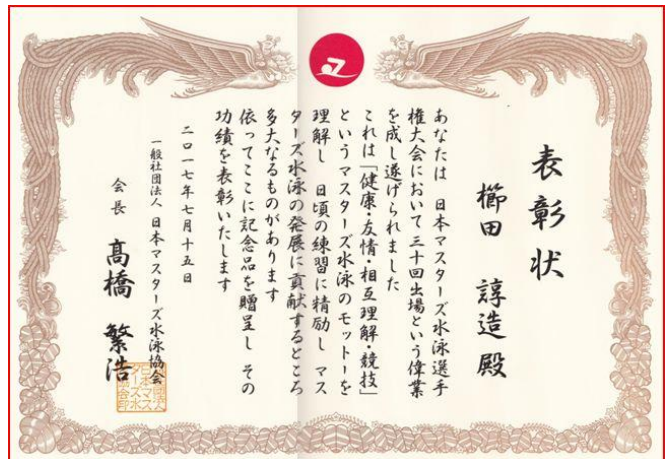 表彰状
櫛田 諄造殿
あなたは 日本マスターズ水泳選手
権大会において三十回出場という偉業
を成し遂げられました
これは「健康・友情・相互理解・競技」
というマスターズ水泳のモットーを
理解し 日頃の練習に精励し マス
ターズ水泳の発展に貢献するところ
多大なるものがあります
依ってここに記念品を贈呈し その
功績を表彰いたします
二〇一七年七月十五日
一般社団法人 日本マスターズ水泳協会
会長 髙橋 繁浩